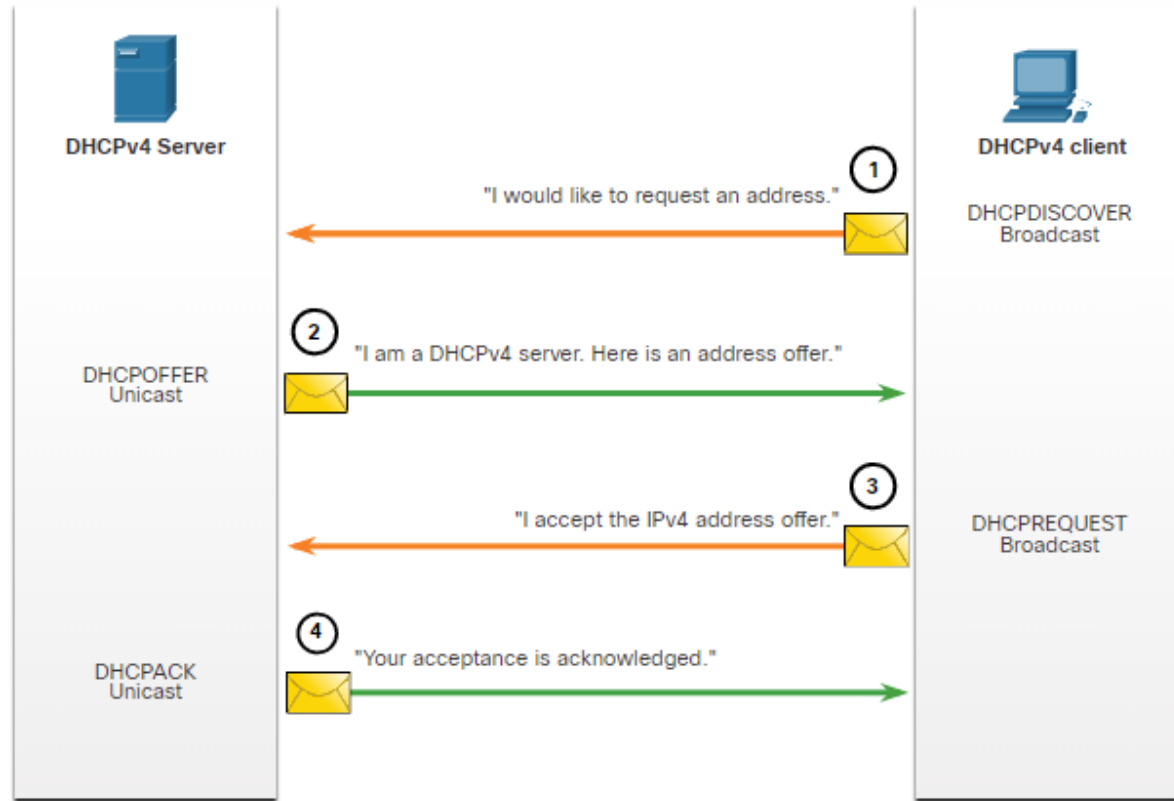 DHCPv4 Server
DHCPv4 client
1
"I would like to request an address."
DHCPDISCOVER
Broadcast
2
"I am a DHCPv4 server. Here is an address offer."
DHCPOFFER
Unicast
3
"I accept the IPv4 address offer."
DHCPREQUEST
Broadcast
4
"Your acceptance is acknowledged."
DHCPACK
Unicast